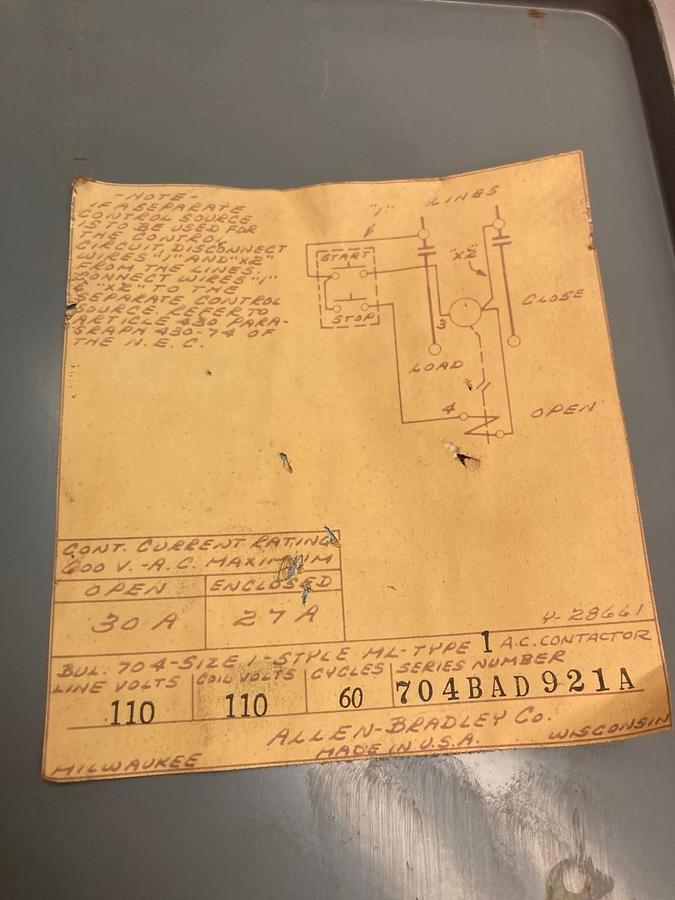 -NOTE-
IF A SEPARATE
CONTROL SOURCE
IS TO BE USED FOR
THE CONTROL
CIRCUIT, DISCONNECT
WIRES "1" AND "X2"
FROM THE LINES.
CONNECT WIRES "1"
& "X2" TO THE
SEPARATE CONTROL
SOURCE. REFER TO
ARTICLE 430 PARA-
GRAPH 430-74 OF
THE N.E.C.
"1" LINES
START
"X2"
CLOSE
3
STOP
LOAD
4
OPEN
CONT. CURRENT RATING
600 V.-A.C. MAXIMUM
OPEN ENCLOSED
30 A 27 A
Y-28661
BUL. 704-SIZE 1-STYLE ML-TYPE 1 A.C. CONTACTOR
LINE VOLTS COIL VOLTS CYCLES SERIES NUMBER
110 110 60 704BAD921A
ALLEN-BRADLEY CO.
MILWAUKEE MADE IN U.S.A. WISCONSIN